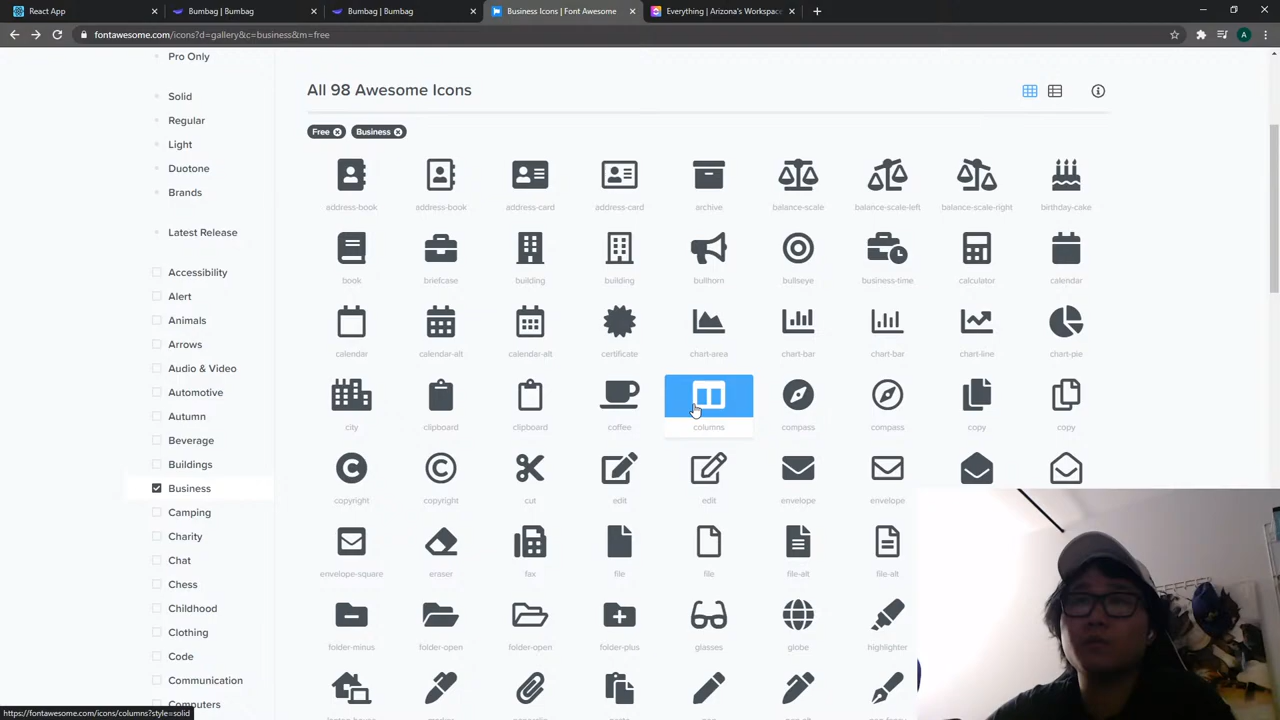 React App
Bumbag | Bumbag
Bumbag | Bumbag
Business Icons | Font Awesome
Everything | Arizona's Workspace
fontawesome.com/icons?d=gallery&c=business&m=free
A
Pro Only
Solid
Regular
Light
Duotone
Brands
Latest Release
Accessibility
Alert
Animals
Arrows
Audio & Video
Automotive
Autumn
Beverage
Buildings
Business
Camping
Charity
Chat
Chess
Childhood
Clothing
Code
Communication
Computers
https://fontawesome.com/icons/columns?style=solid
All 98 Awesome Icons
Free
Business
address-book address-book address-card address-card archive balance-scale balance-scale-left balance-scale-right birthday-cake
book briefcase building building bullhorn bullseye business-time calculator calendar
calendar calendar-alt calendar-alt certificate chart-area chart-bar chart-bar chart-line chart-pie
city clipboard clipboard coffee columns compass compass copy copy
copyright copyright cut edit edit envelope envelope
envelope-square eraser fax file file file-alt file-alt
folder-minus folder-open folder-open folder-plus glasses globe highlighter